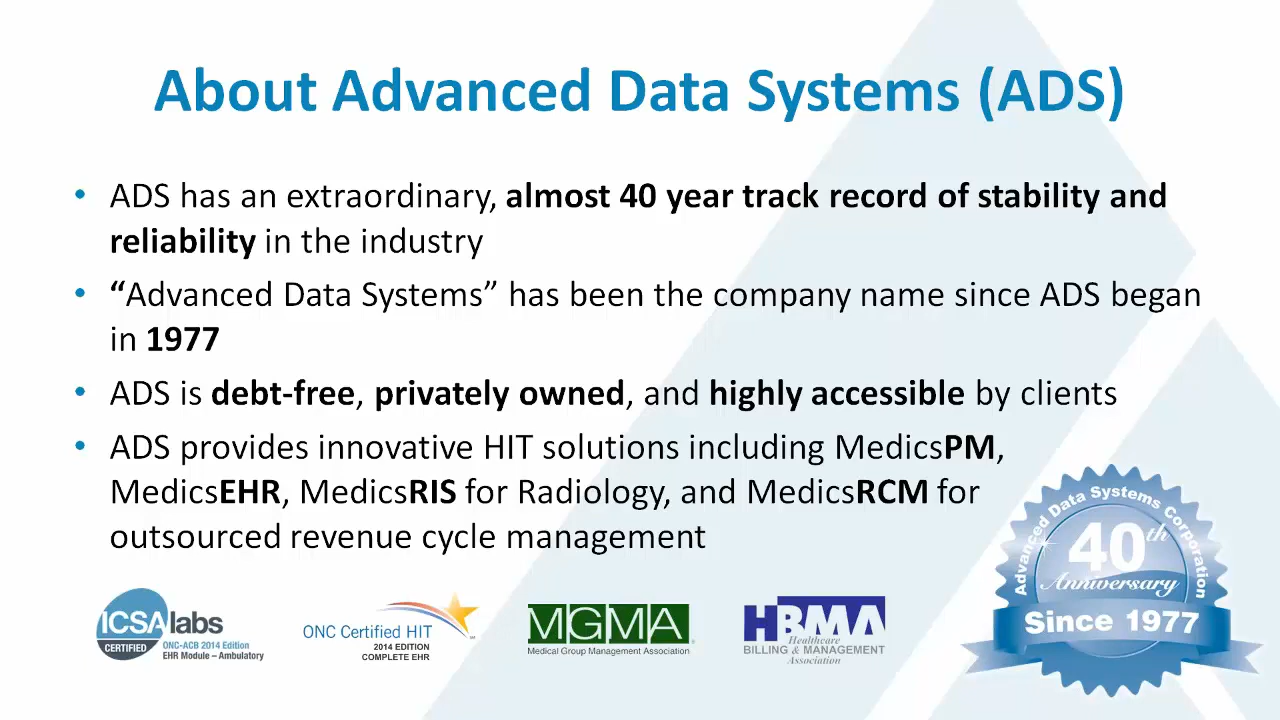 About Advanced Data Systems (ADS)
• ADS has an extraordinary, almost 40 year track record of stability and
reliability in the industry
• “Advanced Data Systems” has been the company name since ADS began
in 1977
• ADS is debt-free, privately owned, and highly accessible by clients
• ADS provides innovative HIT solutions including MedicsPM,
MedicsEHR, MedicsRIS for Radiology, and MedicsRCM for
outsourced revenue cycle management
Advanced Data Systems Corporation
40th
Anniversary
Since 1977
ICSAlabs
CERTIFIED
ONC-ACB 2014 Edition
EHR Module – Ambulatory
ONC Certified HIT
2014 EDITION
COMPLETE EHR
MGMA
Medical Group Management Association
HBMA
Healthcare
BILLING & MANAGEMENT
Association